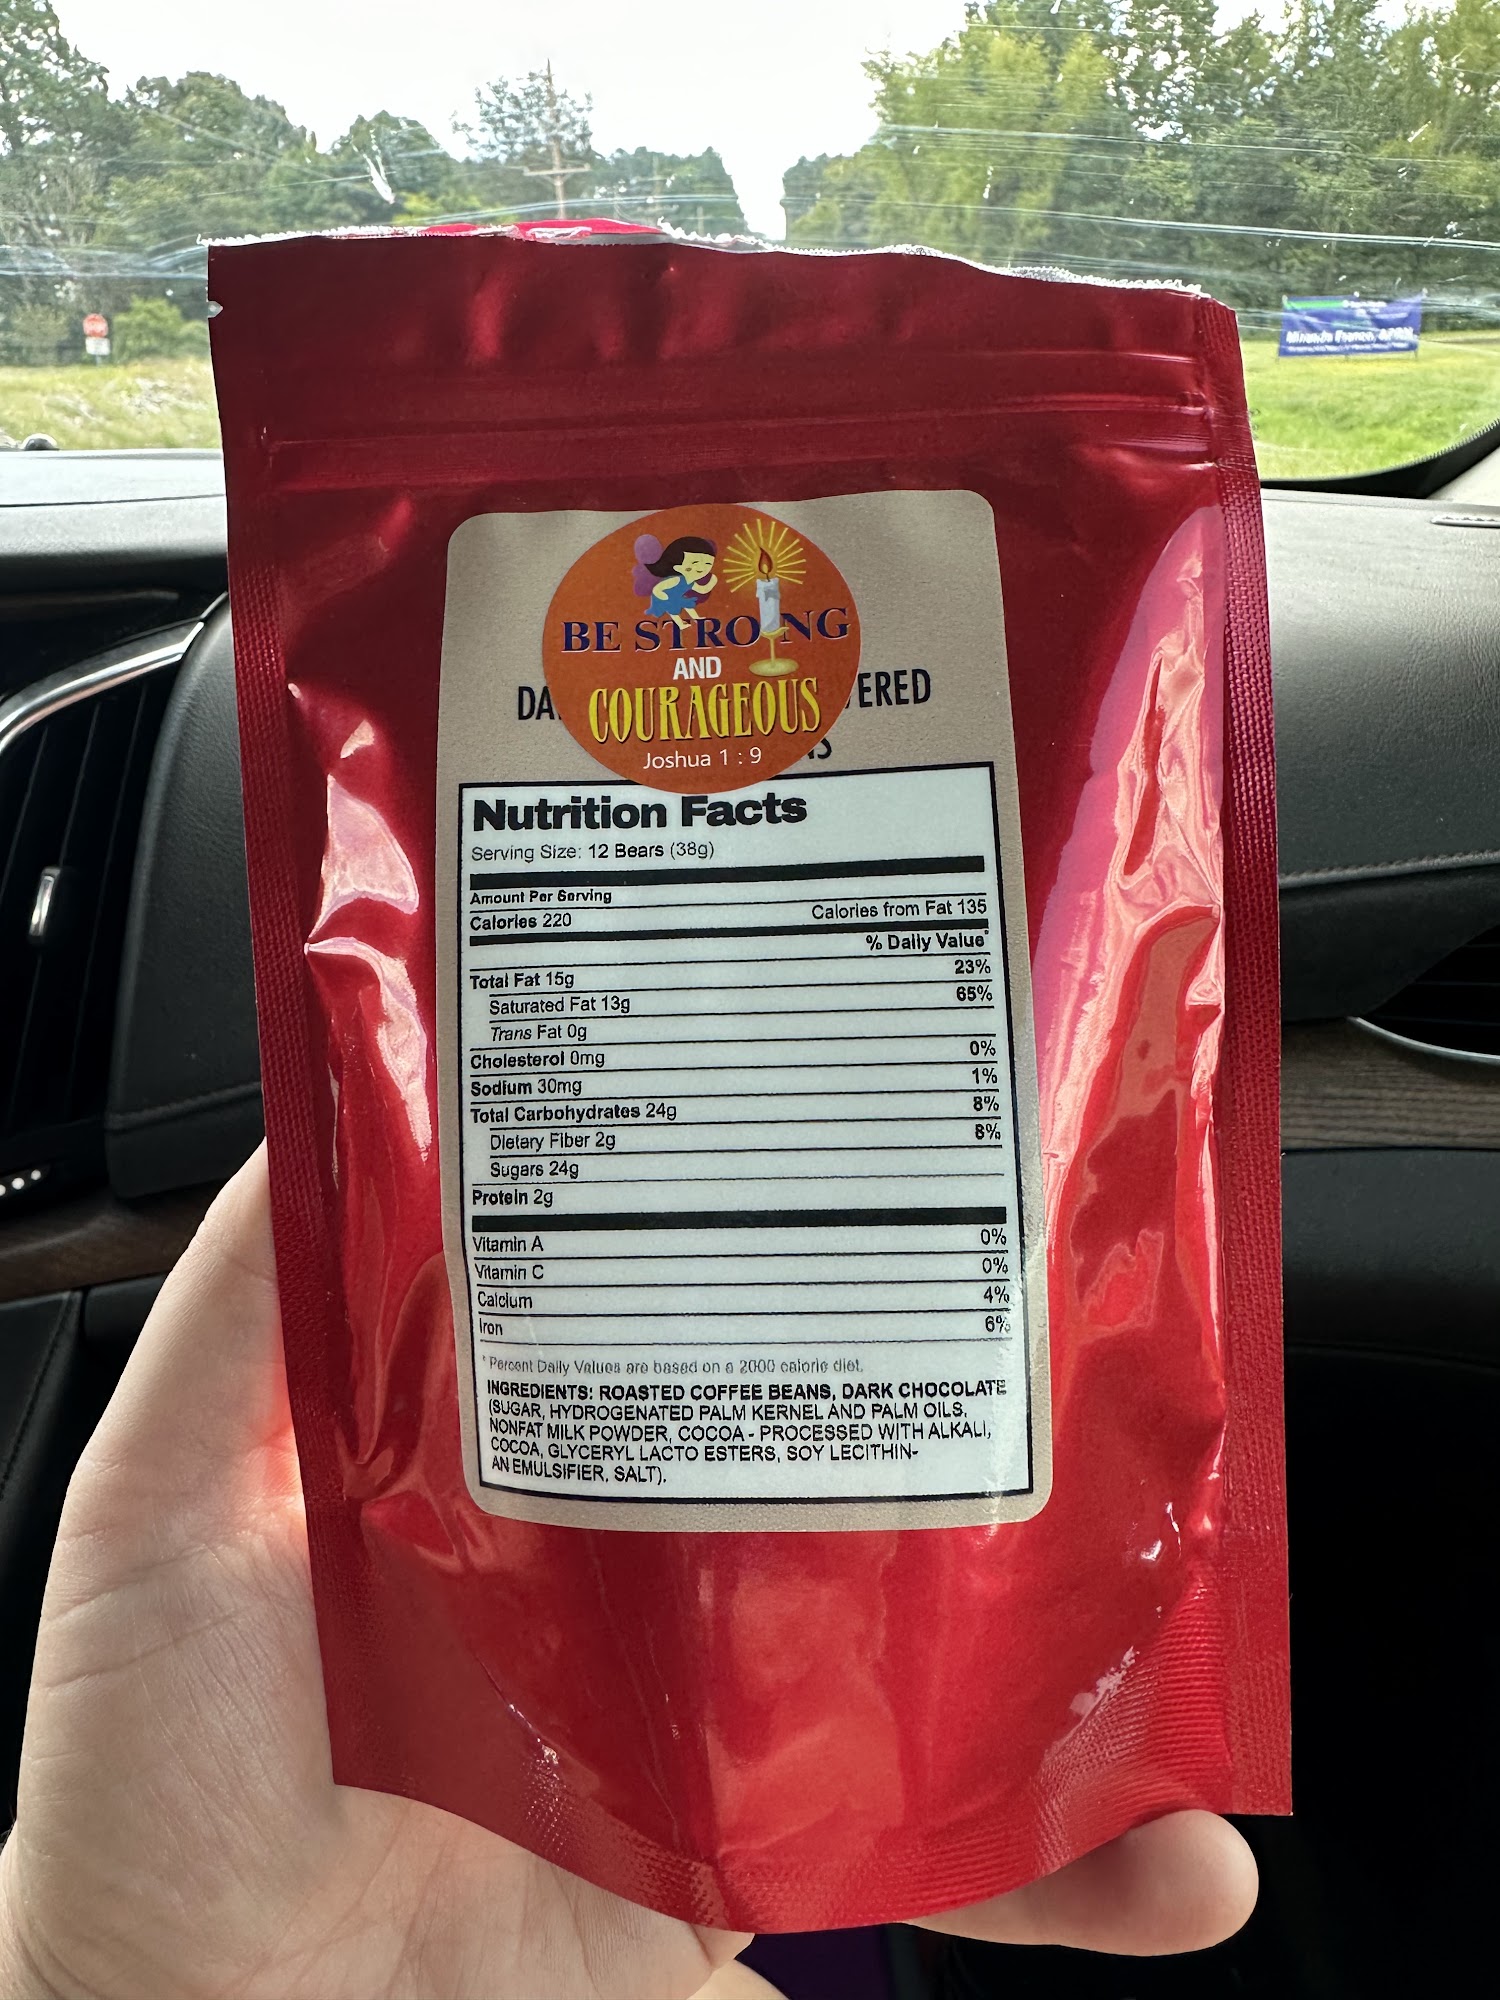 BE STRONG
AND
COURAGEOUS
Joshua 1 : 9
Nutrition Facts
Serving Size: 12 Bears (38g)
Amount Per Serving
Calories 220 Calories from Fat 135
% Daily Value*
Total Fat 15g 23%
Saturated Fat 13g 65%
Trans Fat 0g
Cholesterol 0mg 0%
Sodium 30mg 1%
Total Carbohydrates 24g 8%
Dietary Fiber 2g 8%
Sugars 24g
Protein 2g
Vitamin A 0%
Vitamin C 0%
Calcium 4%
Iron 6%
* Percent Daily Values are based on a 2000 calorie diet.
INGREDIENTS: ROASTED COFFEE BEANS, DARK CHOCOLATE
(SUGAR, HYDROGENATED PALM KERNEL AND PALM OILS,
NONFAT MILK POWDER, COCOA - PROCESSED WITH ALKALI,
COCOA, GLYCERYL LACTO ESTERS, SOY LECITHIN-
AN EMULSIFIER, SALT).